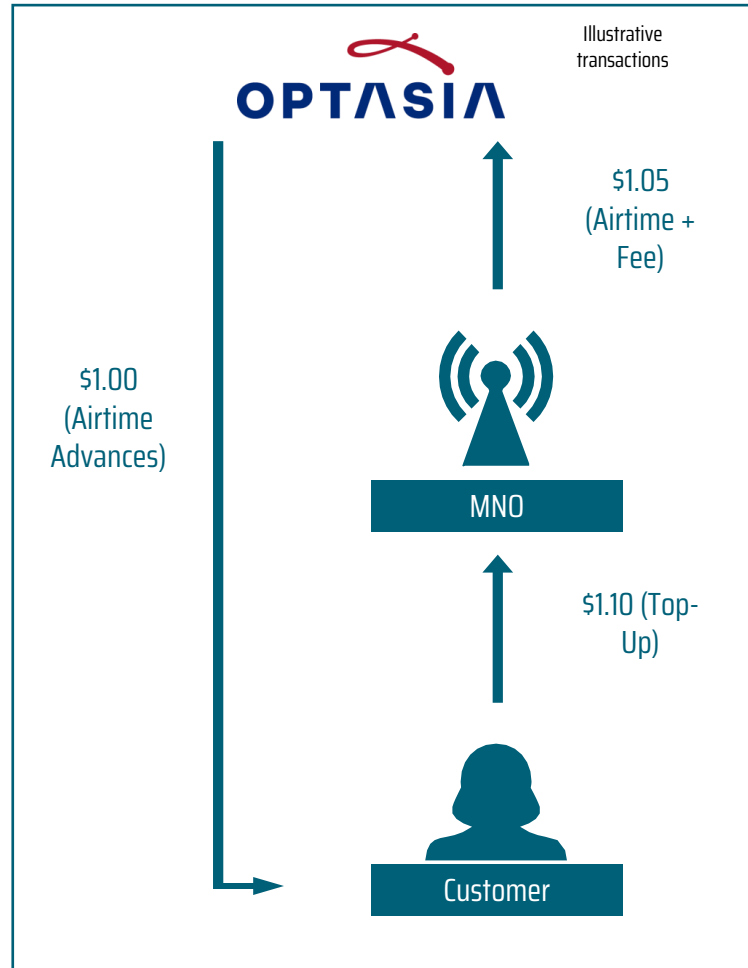 OPTASIA
Illustrative
transactions
$1.05
(Airtime +
Fee)
$1.00
(Airtime
Advances)
MNO
$1.10 (Top-
Up)
Customer